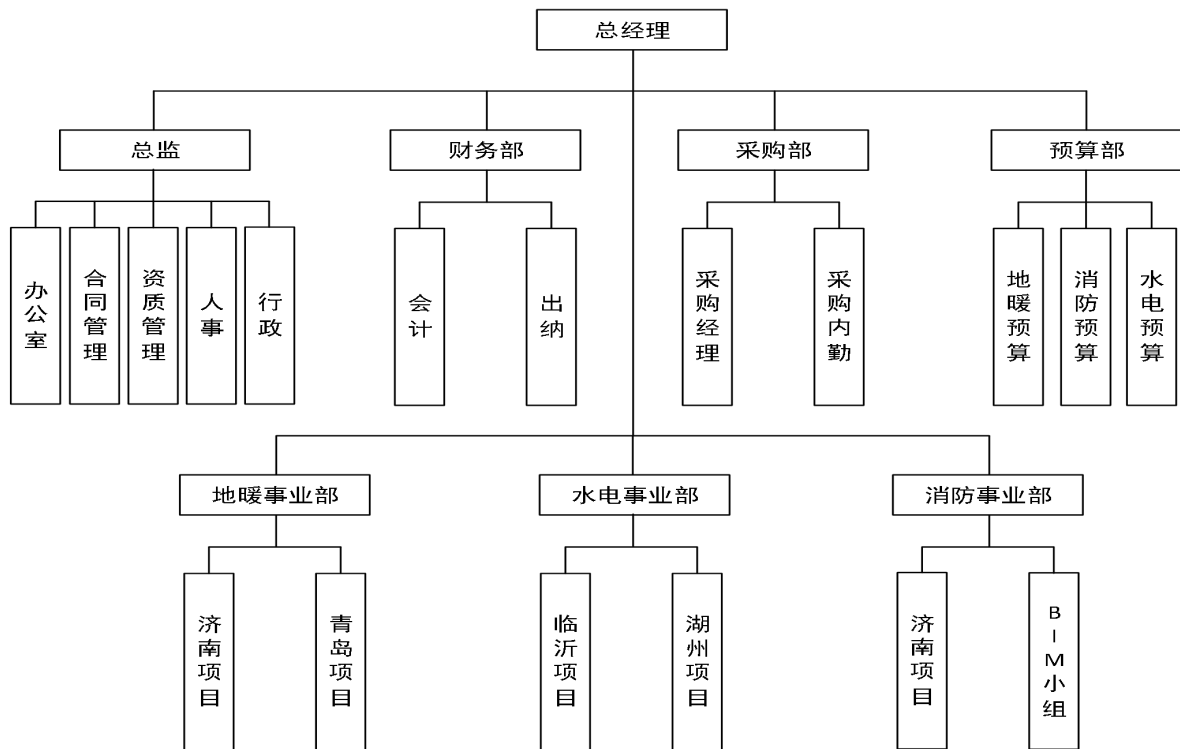 总经理
总监
财务部
采购部
预算部
办公室
合同管理
资质管理
人事
行政
会计
出纳
采购经理
采购内勤
地暖预算
消防预算
水电预算
地暖事业部
水电事业部
消防事业部
济南项目
青岛项目
临沂项目
湖州项目
济南项目
BIM小组